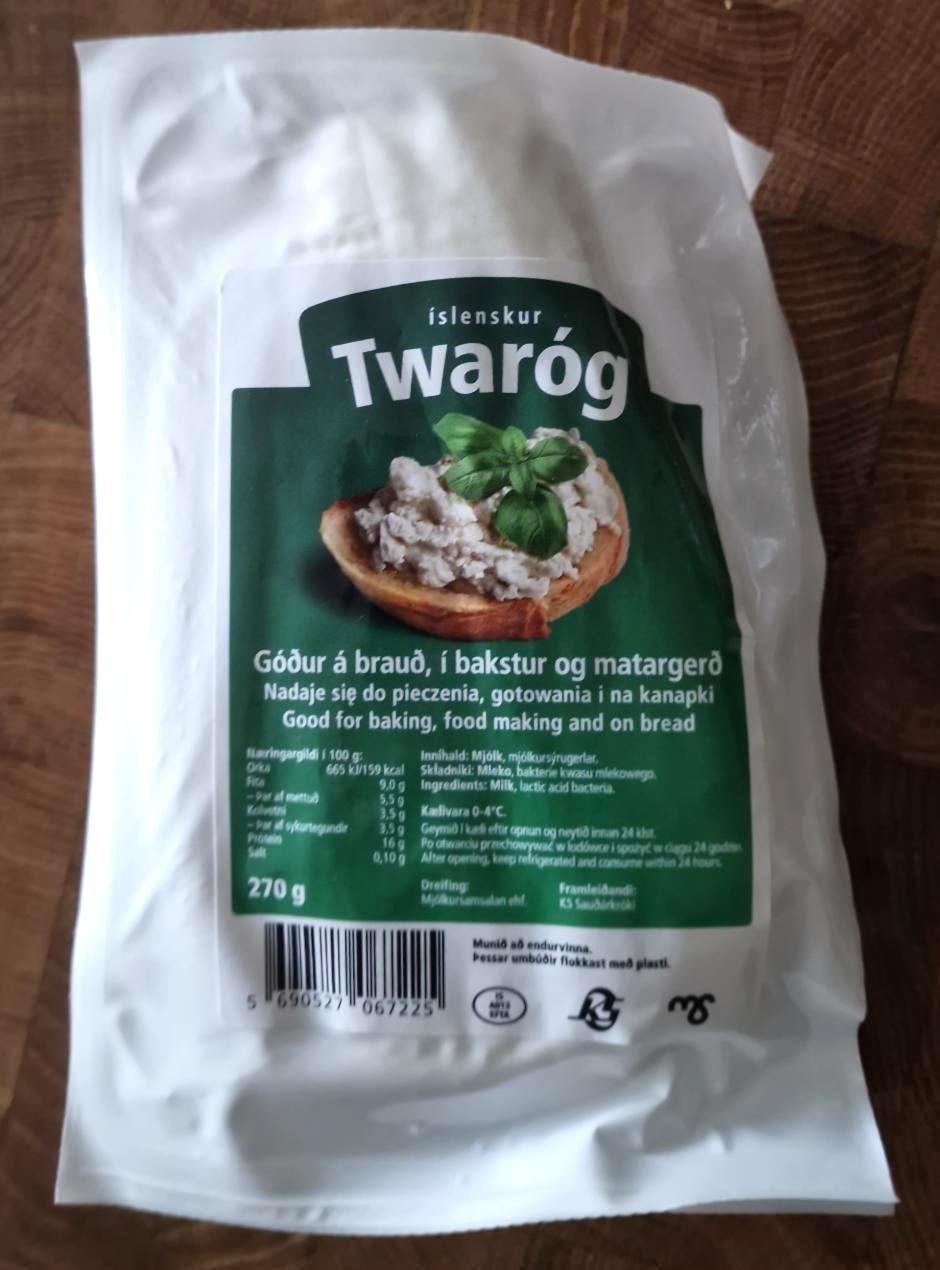 íslenskur
Twaróg
Góður á brauð, í bakstur og matargerð
Nadaje się do pieczenia, gotowania i na kanapki
Good for baking, food making and on bread
Næringargildi í 100 g:
Orka 665 kJ/159 kcal
Fita 9,0 g
– Þar af mettuð 5,5 g
Kolvetni 3,5 g
– Þar af sykurtegundir 3,5 g
Prótein 16 g
Salt 0,10 g
270 g
Innihald: Mjólk, mjólkursýrugerlar.
Składniki: Mleko, bakterie kwasu mlekowego.
Ingredients: Milk, lactic acid bacteria.
Kælivara 0-4°C.
Geymið í kæli eftir opnun og neytið innan 24 klst.
Po otwarciu przechowywać w lodówce i spożyć w ciągu 24 godzin.
After opening, keep refrigerated and consume within 24 hours.
Dreifing:
Mjólkursamsalan ehf.
Framleiðandi:
KS Sauðárkróki
Munið að endurvinna.
Þessar umbúðir flokkast með plasti.
5 690527 067225
IS
A012
EFTA
KS
ms